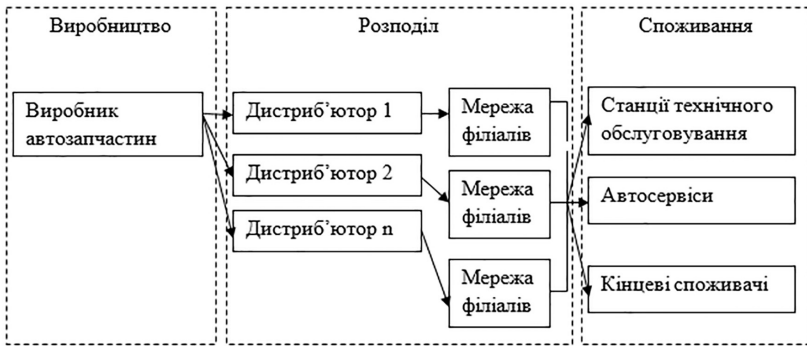 Виробництво
Розподіл
Споживання
Виробник
автозапчастин
Дистриб’ютор 1
Дистриб’ютор 2
Дистриб’ютор n
Мережа
філіалів
Мережа
філіалів
Мережа
філіалів
Станції технічного
обслуговування
Автосервіси
Кінцеві споживачі